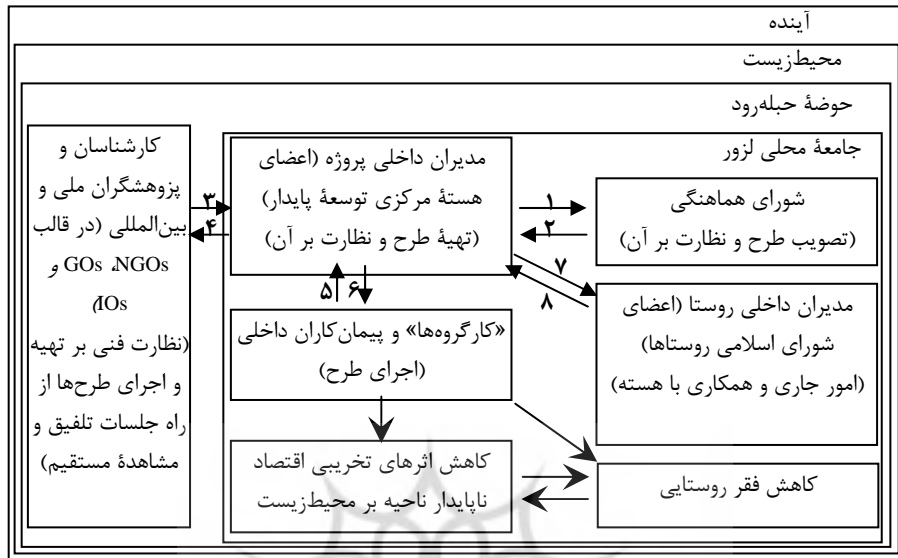 آینده
محیط‌زیست
حوضهٔ حبله‌رود
جامعهٔ محلی لزور
کارشناسان و
پزوهشگران ملی و
بین‌المللی (در قالب
GOs ،NGOs و
IOs)
(نظارت فنی بر تهیه
و اجرای طرح‌ها از
راه جلسات تلفیق و
مشاهدهٔ مستقیم)
۳
۴
مدیران داخلی پروژه (اعضای
هستهٔ مرکزی توسعهٔ پایدار)
(تهیهٔ طرح و نظارت بر آن)
۱
۲
شورای هماهنگی
(تصویب طرح و نظارت بر آن)
۷
۸
مدیران داخلی روستا (اعضای
شورای اسلامی روستاها)
(امور جاری و همکاری با هسته)
۵ ۶
«کارگروه‌ها» و پیمان‌کاران داخلی
(اجرای طرح)
کاهش اثرهای تخریبی اقتصاد
ناپایدار ناحیه بر محیط‌زیست
کاهش فقر روستایی